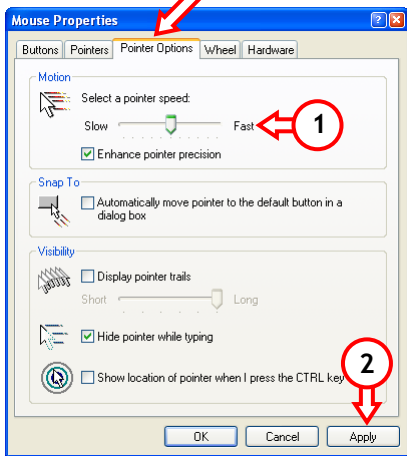 Mouse Properties
Buttons Pointers Pointer Options Wheel Hardware
Motion
Select a pointer speed:
Slow Fast 1
Enhance pointer precision
Snap To
Automatically move pointer to the default button in a
dialog box
Visibility
Display pointer trails
Short Long
Hide pointer while typing
Show location of pointer when I press the CTRL key
2
OK Cancel Apply